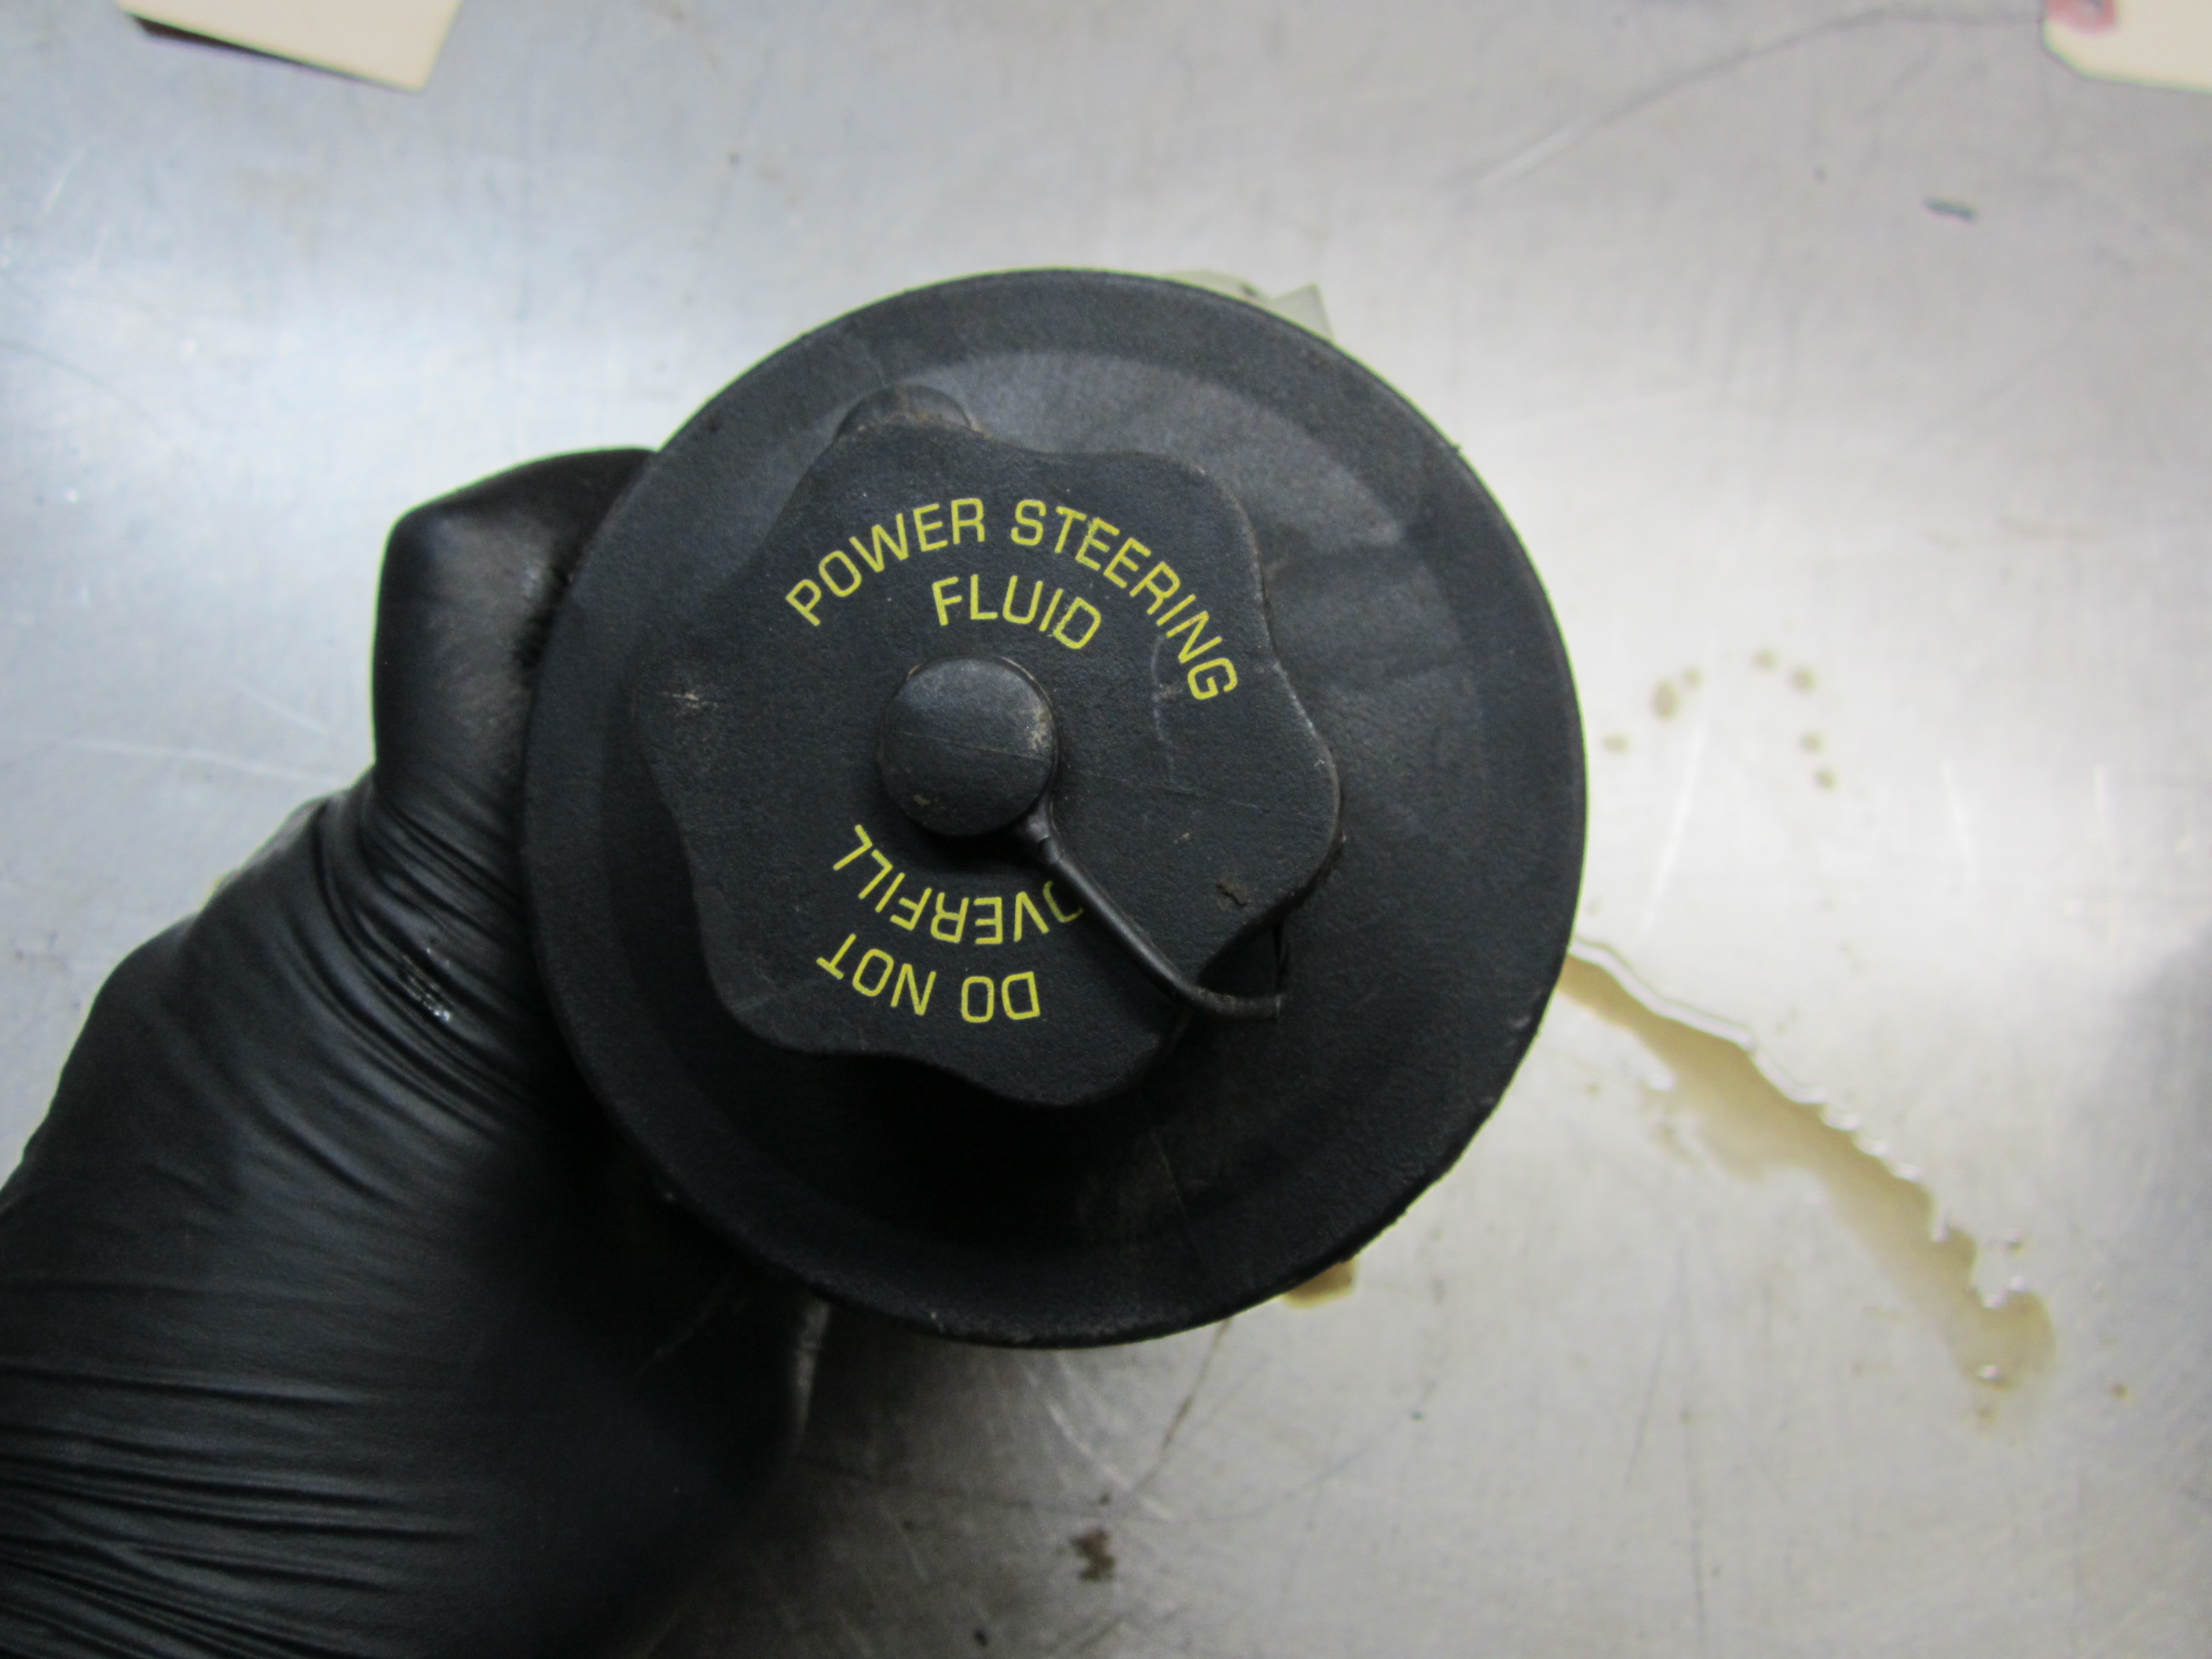 POWER STEERING
FLUID
DO NOT
OVERFILL